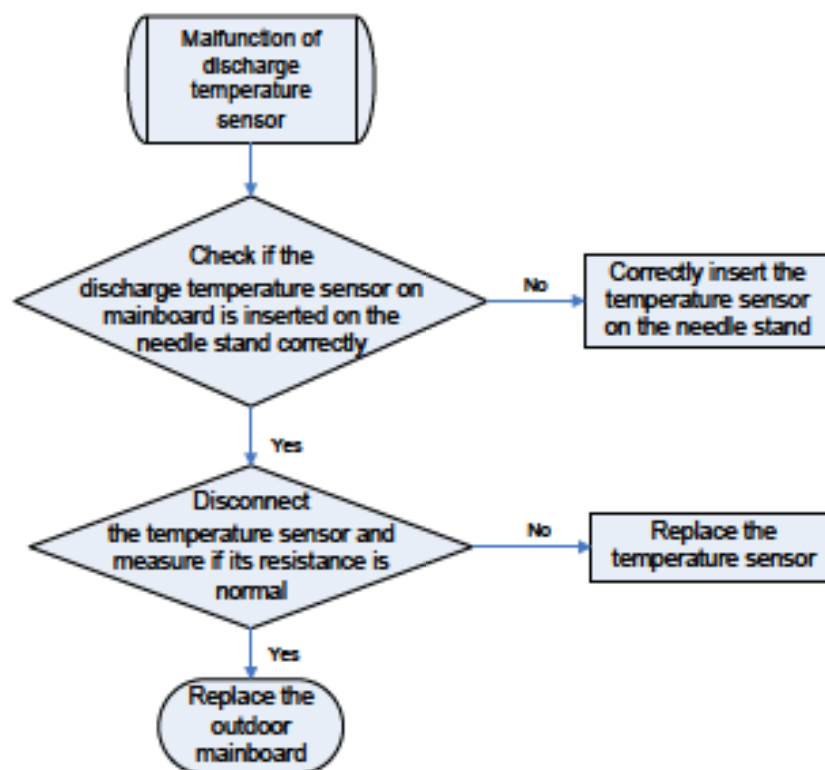 Malfunction of
discharge
temperature
sensor
Check if the
discharge temperature sensor on
mainboard is inserted on the
needle stand correctly
No
Correctly insert the
temperature sensor
on the needle stand
Yes
Disconnect
the temperature sensor and
measure if its resistance is
normal
No
Replace the
temperature sensor
Yes
Replace the
outdoor
mainboard